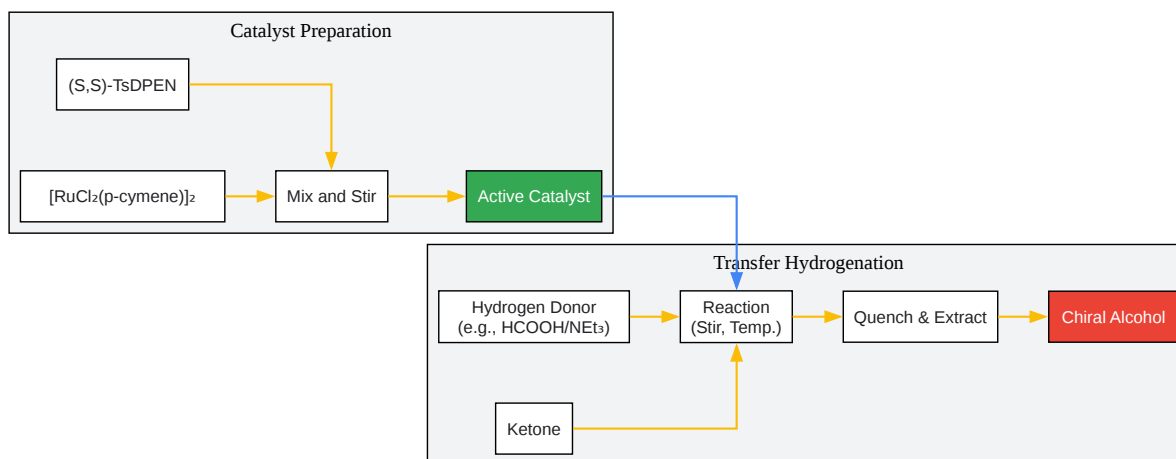 Catalyst Preparation
(S,S)-TsDPEN
[RuCl₂(p-cymene)]₂
Mix and Stir
Active Catalyst
Transfer Hydrogenation
Hydrogen Donor
(e.g., HCOOH/NEt₃)
Reaction
(Stir, Temp.)
Quench & Extract
Chiral Alcohol
Ketone